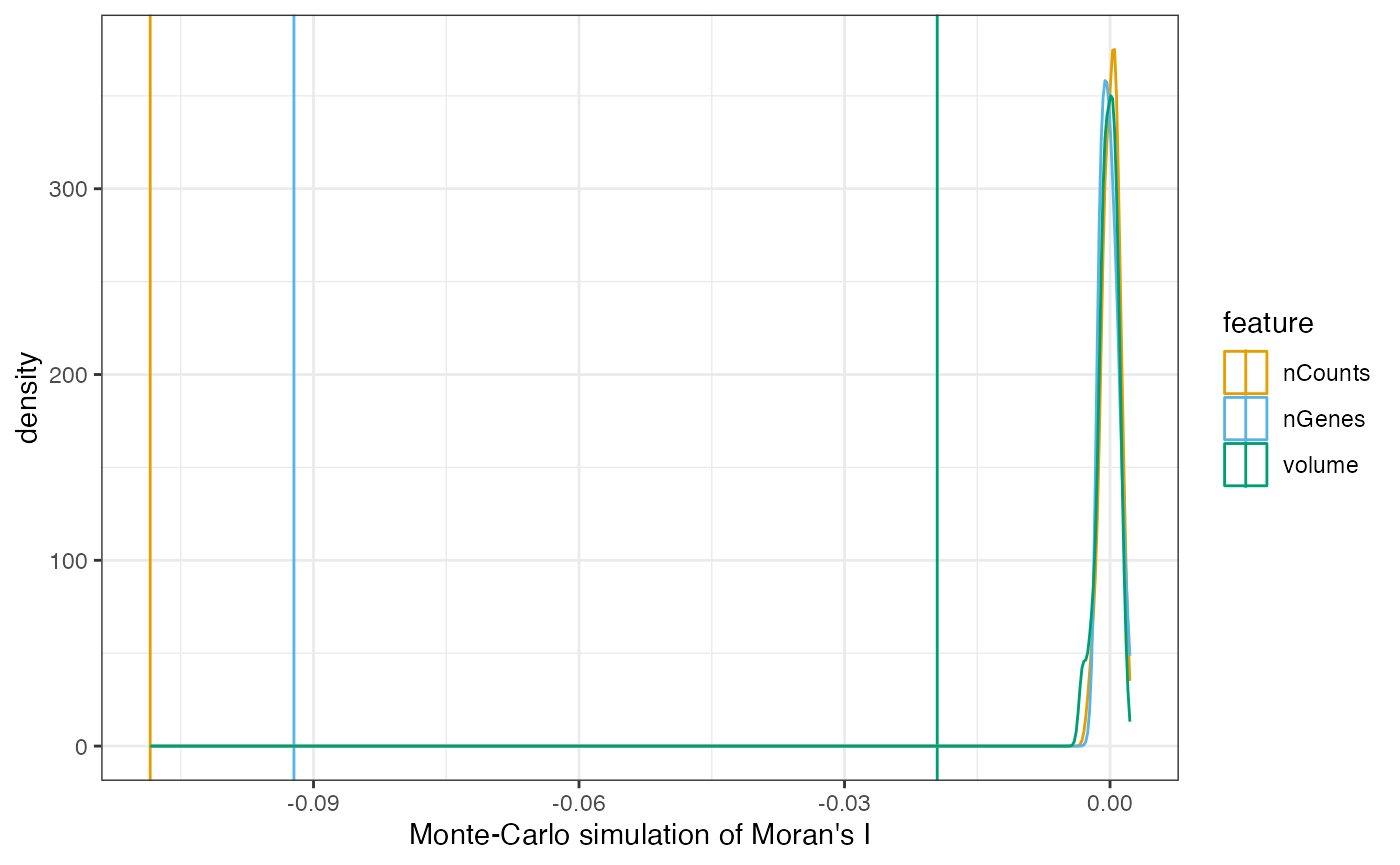 300
200
100
0
density
-0.09 -0.06 -0.03 0.00
Monte-Carlo simulation of Moran's I
feature
nCounts
nGenes
volume